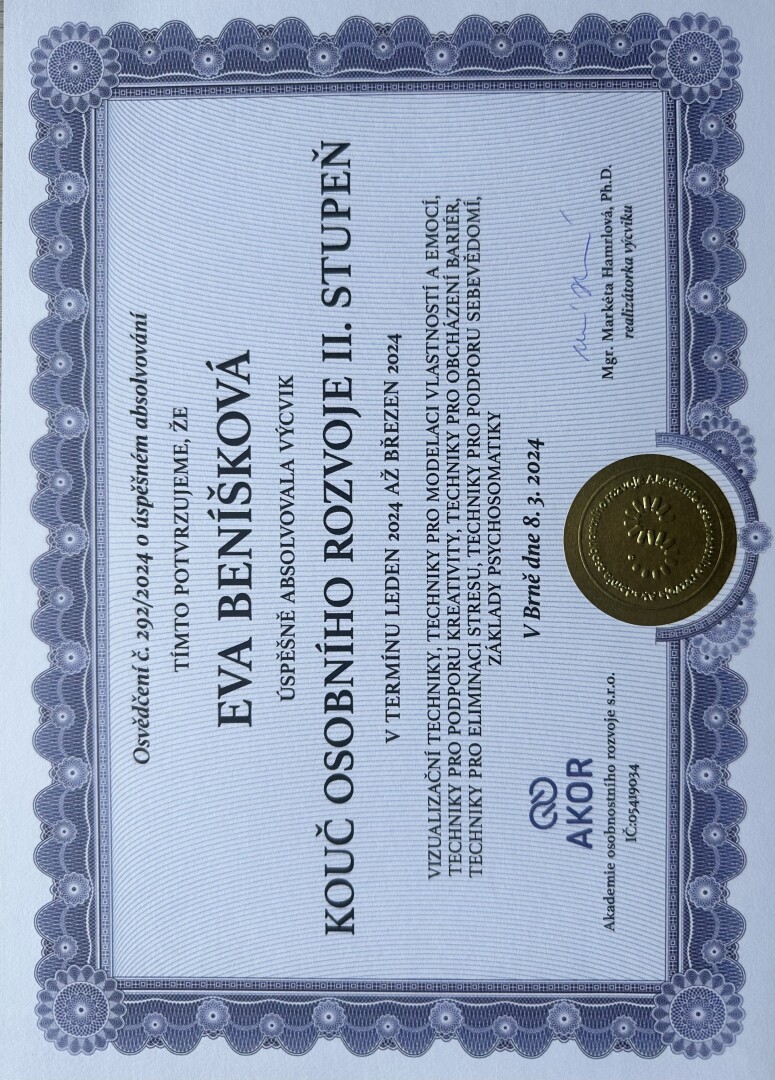 Osvědčení č. 292/2024 o úspěšném absolvování
TÍMTO POTVRZUJEME, ŽE
EVA BENÍŠKOVÁ
ÚSPĚŠNĚ ABSOLVOVALA VÝCVIK
KOUČ OSOBNÍHO ROZVOJE II. STUPEŇ
V TERMÍNU LEDEN 2024 AŽ BŘEZEN 2024
VIZUALIZAČNÍ TECHNIKY, TECHNIKY PRO MODELACI VLASTNOSTÍ A EMOCÍ,
TECHNIKY PRO PODPORU KREATIVITY, TECHNIKY PRO OBCHÁZENÍ BARIÉR,
TECHNIKY PRO ELIMINACI STRESU, TECHNIKY PRO PODPORU SEBEVĚDOMÍ,
ZÁKLADY PSYCHOSOMATIKY
V Brně dne 8. 3. 2024
AKOR
Akademie osobnostního rozvoje s.r.o.
IČ:05419034
Mgr. Markéta Hamrlová, Ph.D.
realizátorka výcviku